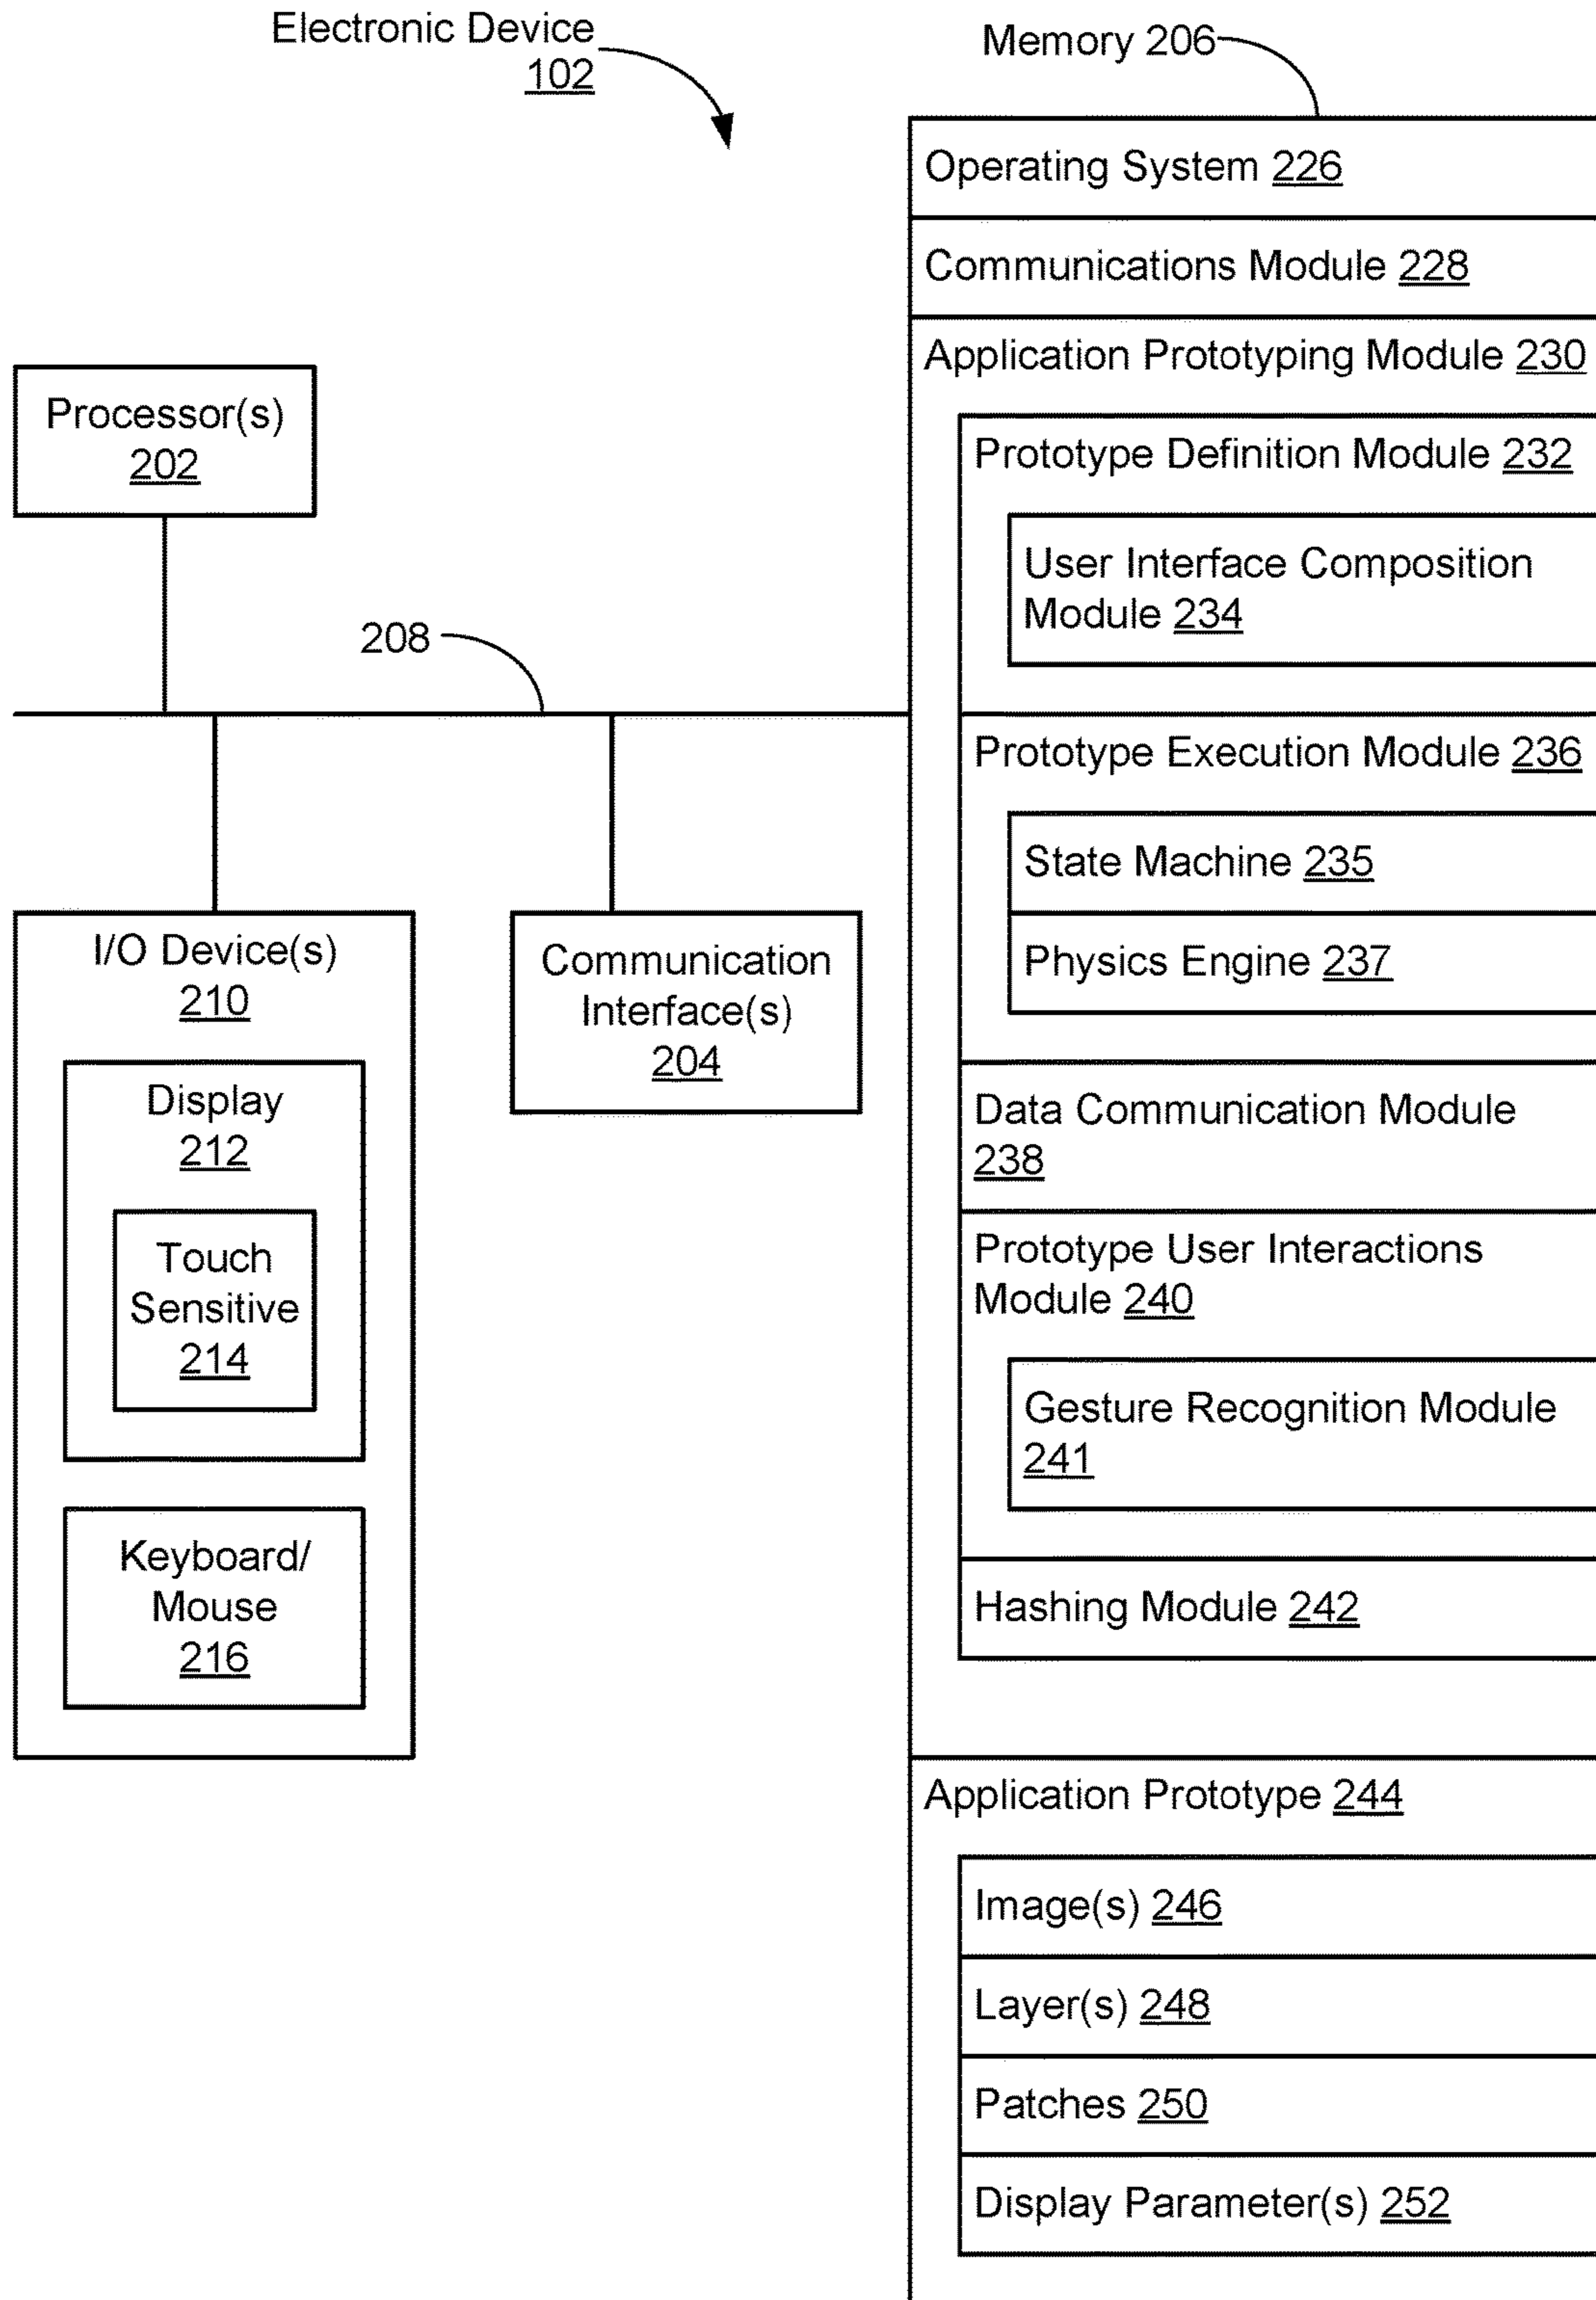 Electronic Device
102
Memory 206
Operating System 226
Communications Module 228
Application Prototyping Module 230
Prototype Definition Module 232
User Interface Composition
Module 234
Prototype Execution Module 236
State Machine 235
Physics Engine 237
Data Communication Module
238
Prototype User Interactions
Module 240
Gesture Recognition Module
241
Hashing Module 242
Application Prototype 244
Image(s) 246
Layer(s) 248
Patches 250
Display Parameter(s) 252
Processor(s)
202
208
I/O Device(s)
210
Display
212
Touch
Sensitive
214
Keyboard/
Mouse
216
Communication
Interface(s)
204